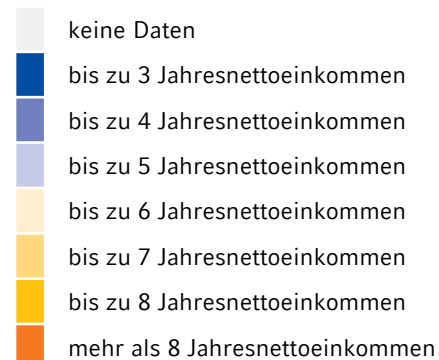 keine Daten
bis zu 3 Jahresnettoeinkommen
bis zu 4 Jahresnettoeinkommen
bis zu 5 Jahresnettoeinkommen
bis zu 6 Jahresnettoeinkommen
bis zu 7 Jahresnettoeinkommen
bis zu 8 Jahresnettoeinkommen
mehr als 8 Jahresnettoeinkommen